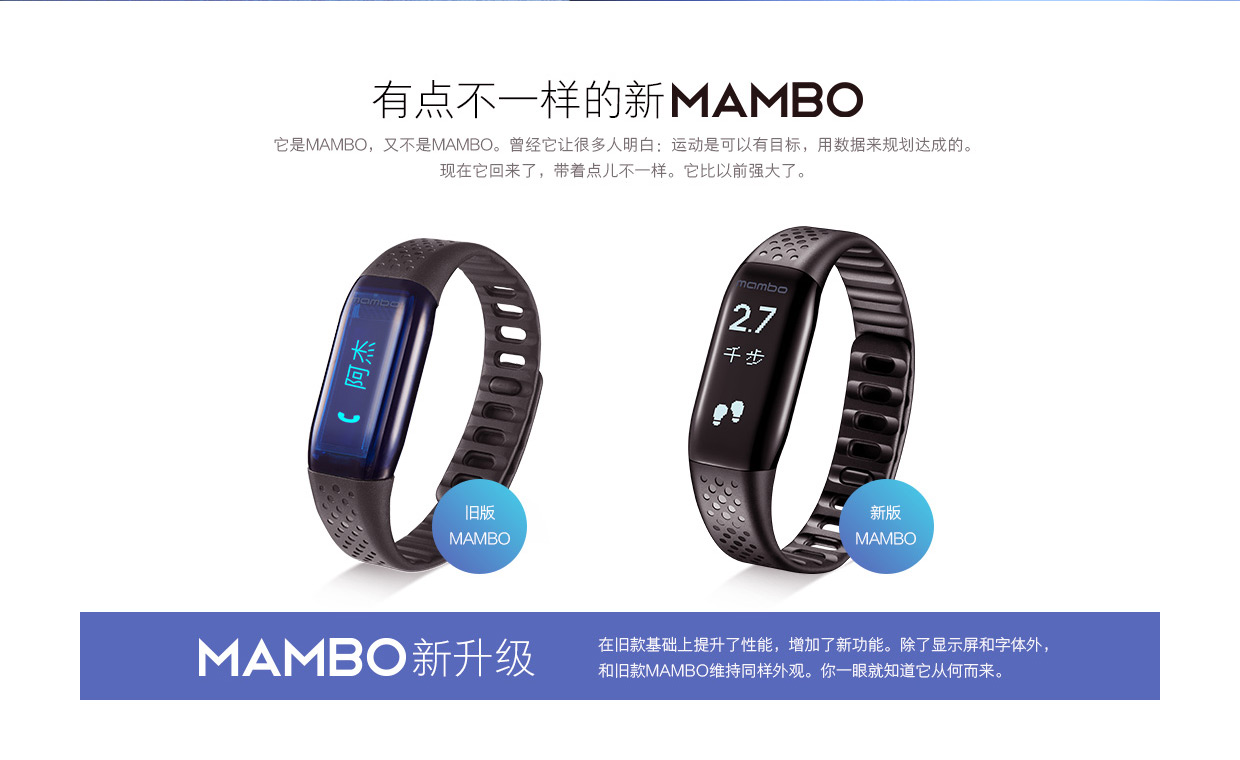 有点不一样的新MAMBO
它是MAMBO，又不是MAMBO。曾经它让很多人明白：运动是可以有目标，用数据来规划达成的。
现在它回来了，带着点儿不一样。它比以前强大了。
mambo
阿杰
mambo
2.7
千步
旧版
MAMBO
新版
MAMBO
MAMBO新升级
在旧款基础上提升了性能，增加了新功能。除了显示屏和字体外，
和旧款MAMBO维持同样外观。你一眼就知道它从何而来。